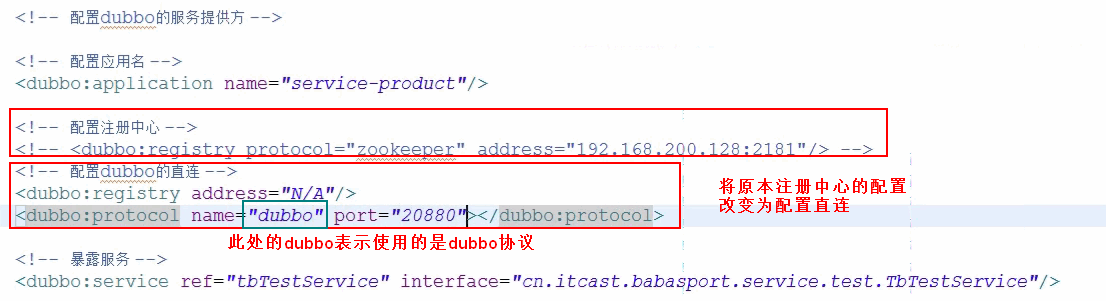 <!-- 配置dubbo的服务提供方 -->
<!-- 配置应用名 -->
<dubbo:application name="service-product"/>
<!-- 配置注册中心 -->
<!-- <dubbo:registry protocol="zookeeper" address="192.168.200.128:2181"/> -->
<!-- 配置dubbo的直连 -->
<dubbo:registry address="N/A"/>
<dubbo:protocol name="dubbo" port="20880"></dubbo:protocol>
将原本注册中心的配置
改变为配置直连
此处的dubbo表示使用的是dubbo协议
<!-- 暴露服务 -->
<dubbo:service ref="tbTestService" interface="cn.itcast.babasport.service.test.TbTestService"/>